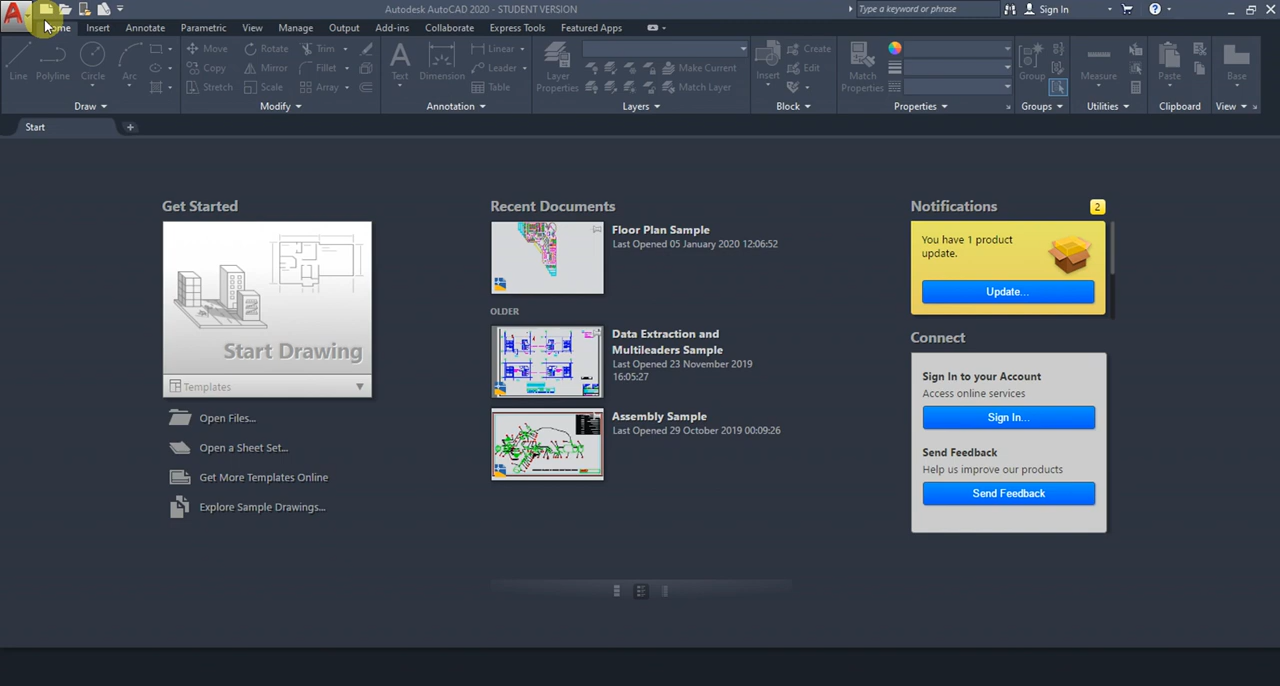 A
Autodesk AutoCAD 2020 - STUDENT VERSION
Type a keyword or phrase
Sign In
Home Insert Annotate Parametric View Manage Output Add-ins Collaborate Express Tools Featured Apps
Line Polyline Circle Arc
Move Rotate Trim
Copy Mirror Fillet
Stretch Scale Array
Text Dimension
Linear
Leader
Table
Layer Properties
Make Current
Match Layer
Insert
Create
Edit
Match Properties
Group
Measure
Paste
Base
Draw Modify Annotation Layers Block Properties Groups Utilities Clipboard View
Start
Get Started
Start Drawing
Templates
Open Files...
Open a Sheet Set...
Get More Templates Online
Explore Sample Drawings...
Recent Documents
Floor Plan Sample
Last Opened 05 January 2020 12:06:52
OLDER
Data Extraction and
Multileaders Sample
Last Opened 23 November 2019
16:05:27
Assembly Sample
Last Opened 29 October 2019 00:09:26
Notifications 2
You have 1 product
update.
Update...
Connect
Sign In to your Account
Access online services
Sign In...
Send Feedback
Help us improve our products
Send Feedback